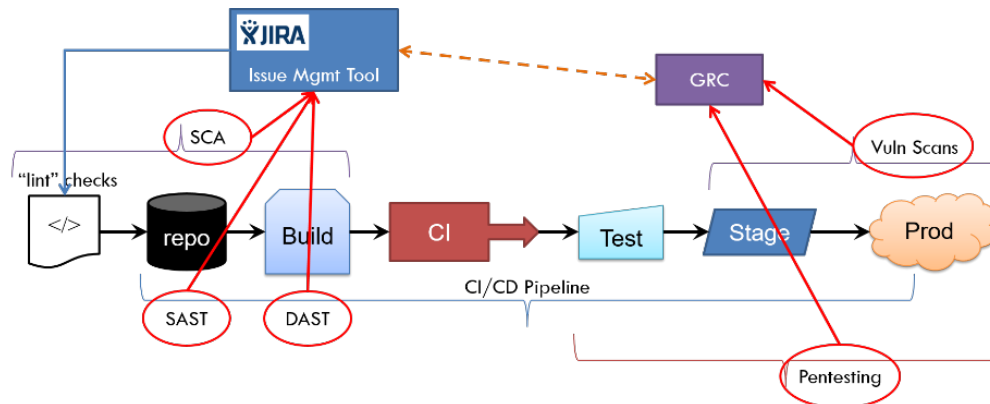 JIRA
Issue Mgmt Tool
GRC
SCA
Vuln Scans
"lint" checks
</>
repo
Build
CI
Test
Stage
Prod
CI/CD Pipeline
SAST
DAST
Pentesting